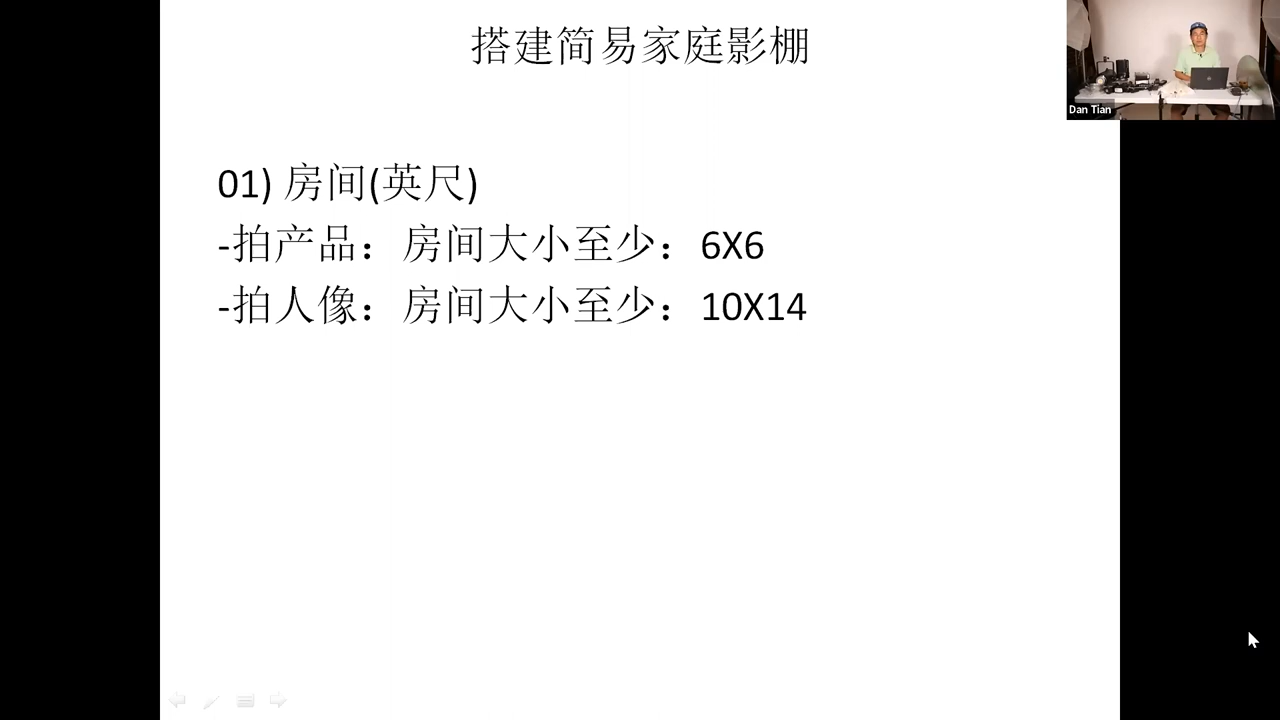 搭建简易家庭影棚
01) 房间(英尺)
-拍产品：房间大小至少：6X6
-拍人像：房间大小至少：10X14
Dan Tian